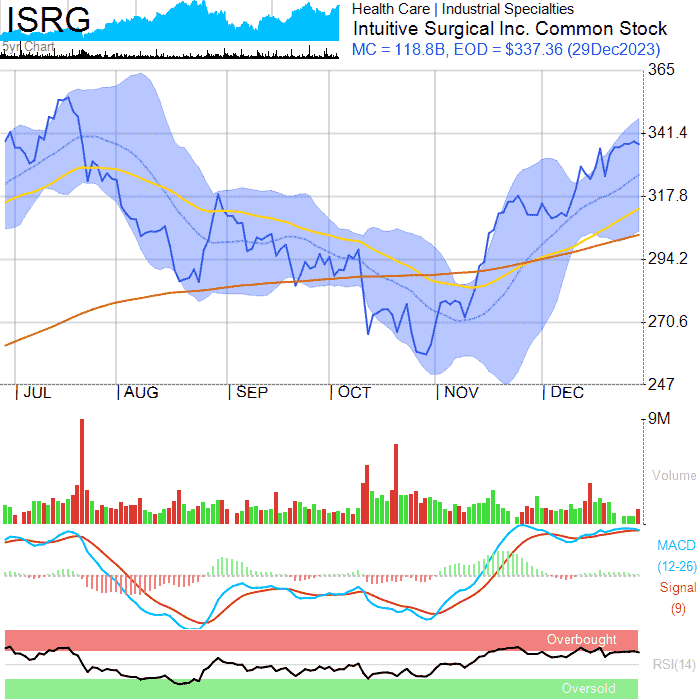 ISRG
5yr Chart
Health Care | Industrial Specialties
Intuitive Surgical Inc. Common Stock
MC = 118.8B, EOD = $337.36 (29Dec2023)
365
341.4
317.8
294.2
270.6
247
| JUL | AUG | SEP | OCT | NOV | DEC
9M
Volume
MACD
(12-26)
Signal
(9)
Overbought
RSI(14)
Oversold